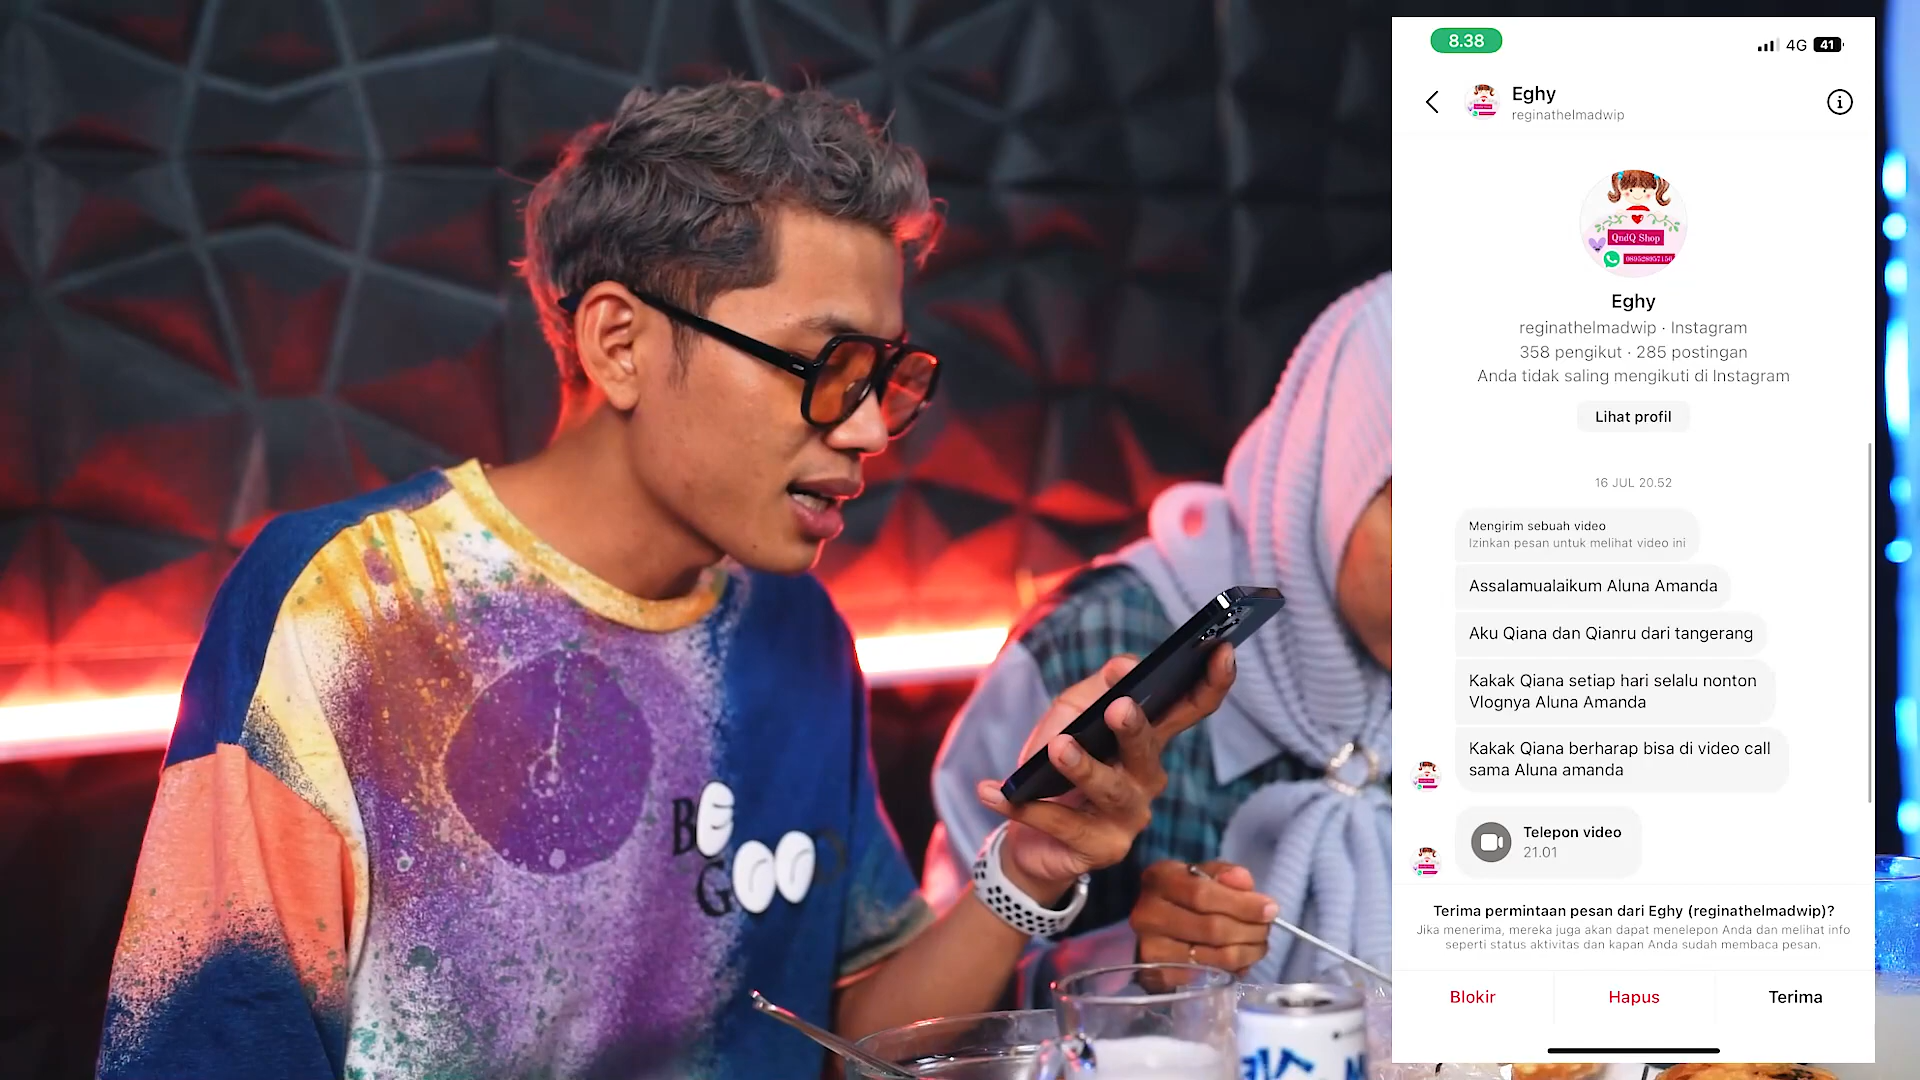 8.38
4G 41
Eghy
reginathelmadwip
QndQ Shop
089528957156
Eghy
reginathelmadwip · Instagram
358 pengikut · 285 postingan
Anda tidak saling mengikuti di Instagram
Lihat profil
16 JUL 20.52
Mengirim sebuah video
Izinkan pesan untuk melihat video ini
Assalamualaikum Aluna Amanda
Aku Qiana dan Qianru dari tangerang
Kakak Qiana setiap hari selalu nonton
Vlognya Aluna Amanda
Kakak Qiana berharap bisa di video call
sama Aluna amanda
Telepon video
21.01
Terima permintaan pesan dari Eghy (reginathelmadwip)?
Jika menerima, mereka juga akan dapat menelepon Anda dan melihat info
seperti status aktivitas dan kapan Anda sudah membaca pesan.
Blokir
Hapus
Terima
BE
GOOD